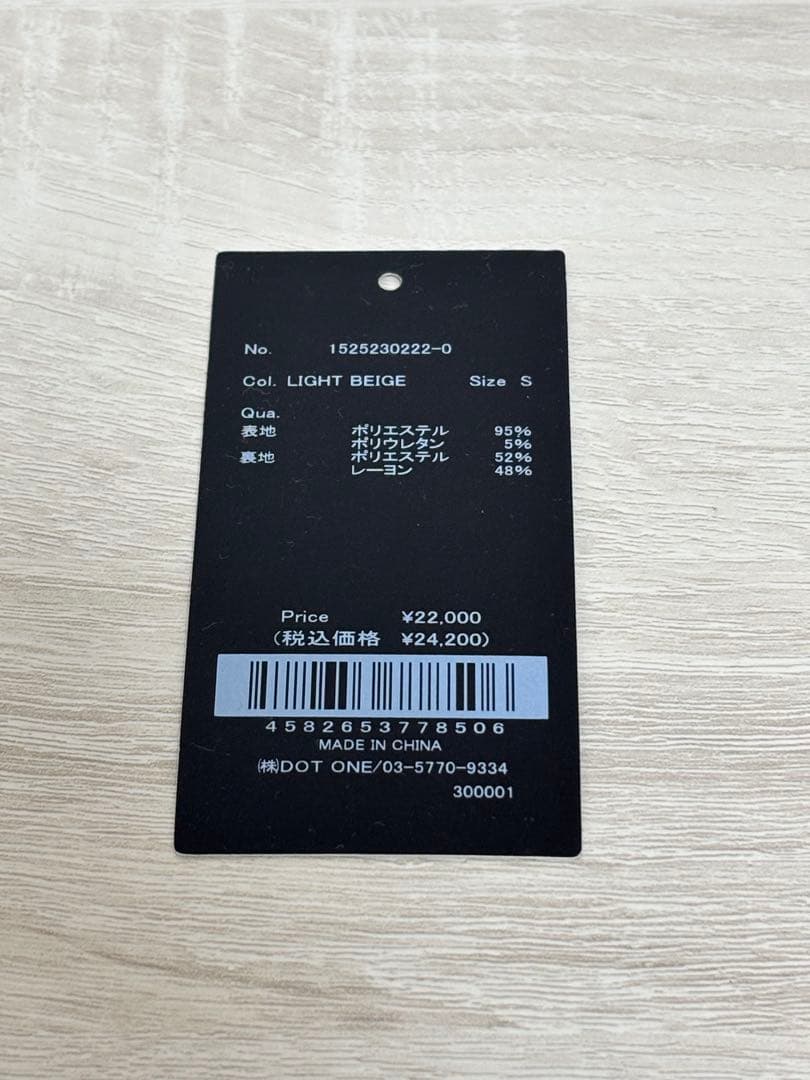 No. 1525230222-0
Col. LIGHT BEIGE Size S
Qua.
表地 ポリエステル 95%
ポリウレタン 5%
裏地 ポリエステル 52%
レーヨン 48%
Price ¥22,000
(税込価格 ¥24,200)
4582653778506
MADE IN CHINA
㈱DOT ONE/03-5770-9334
300001